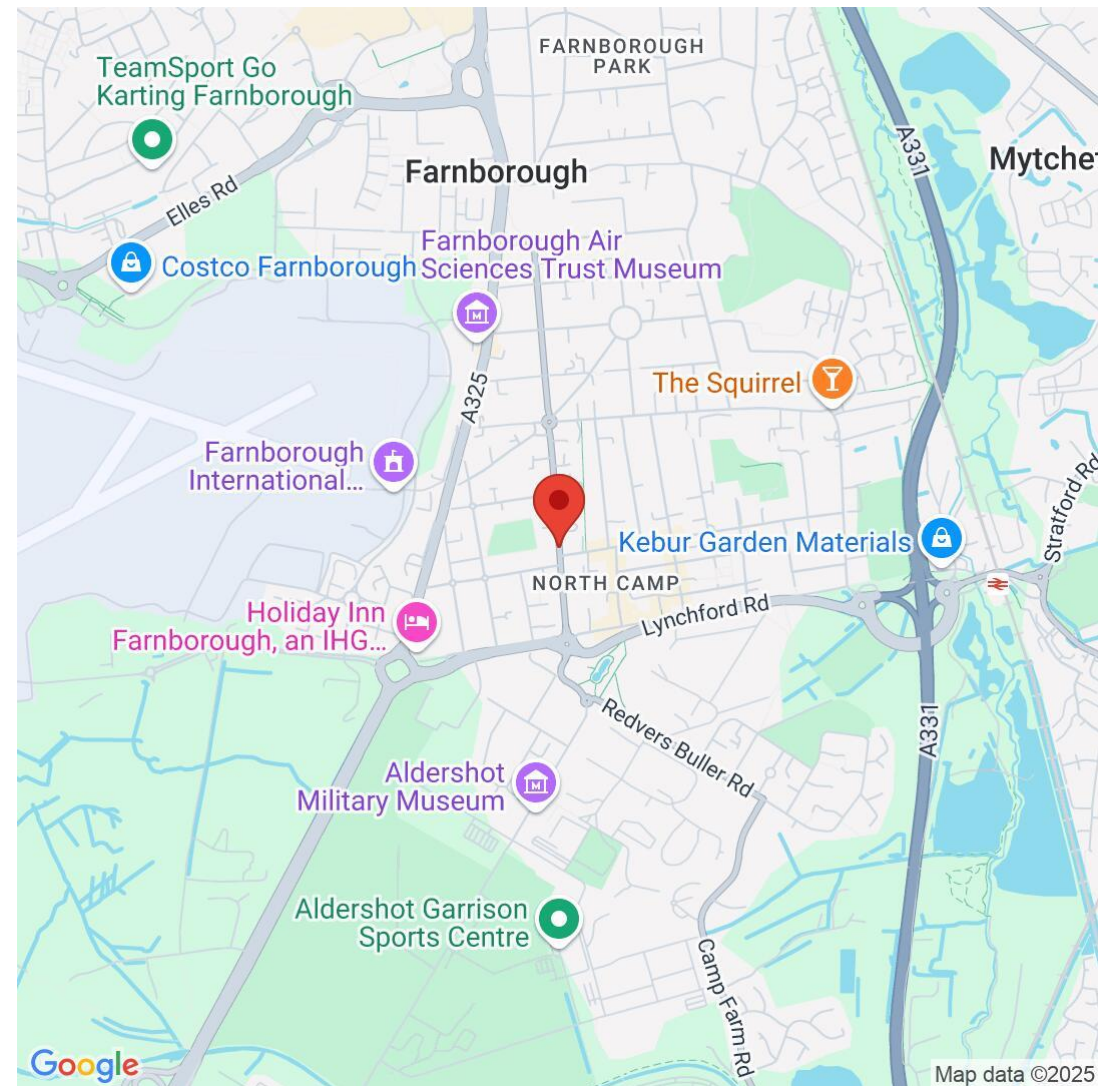 FARNBOROUGH
PARK
TeamSport Go
Karting Farnborough
A331
Mytchet
Farnborough
Elles Rd
Farnborough Air
Sciences Trust Museum
Costco Farnborough
The Squirrel
A325
Farnborough
International...
Stratford Rd
Kebur Garden Materials
NORTH CAMP
Lynchford Rd
Holiday Inn
Farnborough, an IHG...
Redvers Buller Rd
A331
Aldershot
Military Museum
Aldershot Garrison
Sports Centre
Camp Farm Rd
Google
Map data ©2025